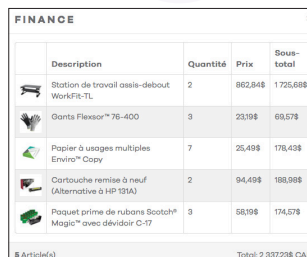 FINANCE
Description Quantité Prix Sous-total
Station de travail assis-debout WorkFit-TL 2 862,84$ 1 725,68$
Gants Flexsor™ 76-400 3 23,19$ 69,57$
Papier à usages multiples Enviro™ Copy 7 25,49$ 178,43$
Cartouche remise à neuf (Alternative à HP 131A) 2 94,49$ 188,98$
Paquet prime de rubans Scotch® Magic™ avec dévidoir C-17 3 58,19$ 174,57$
5 Article(s) Total: 2 337,23$ CA